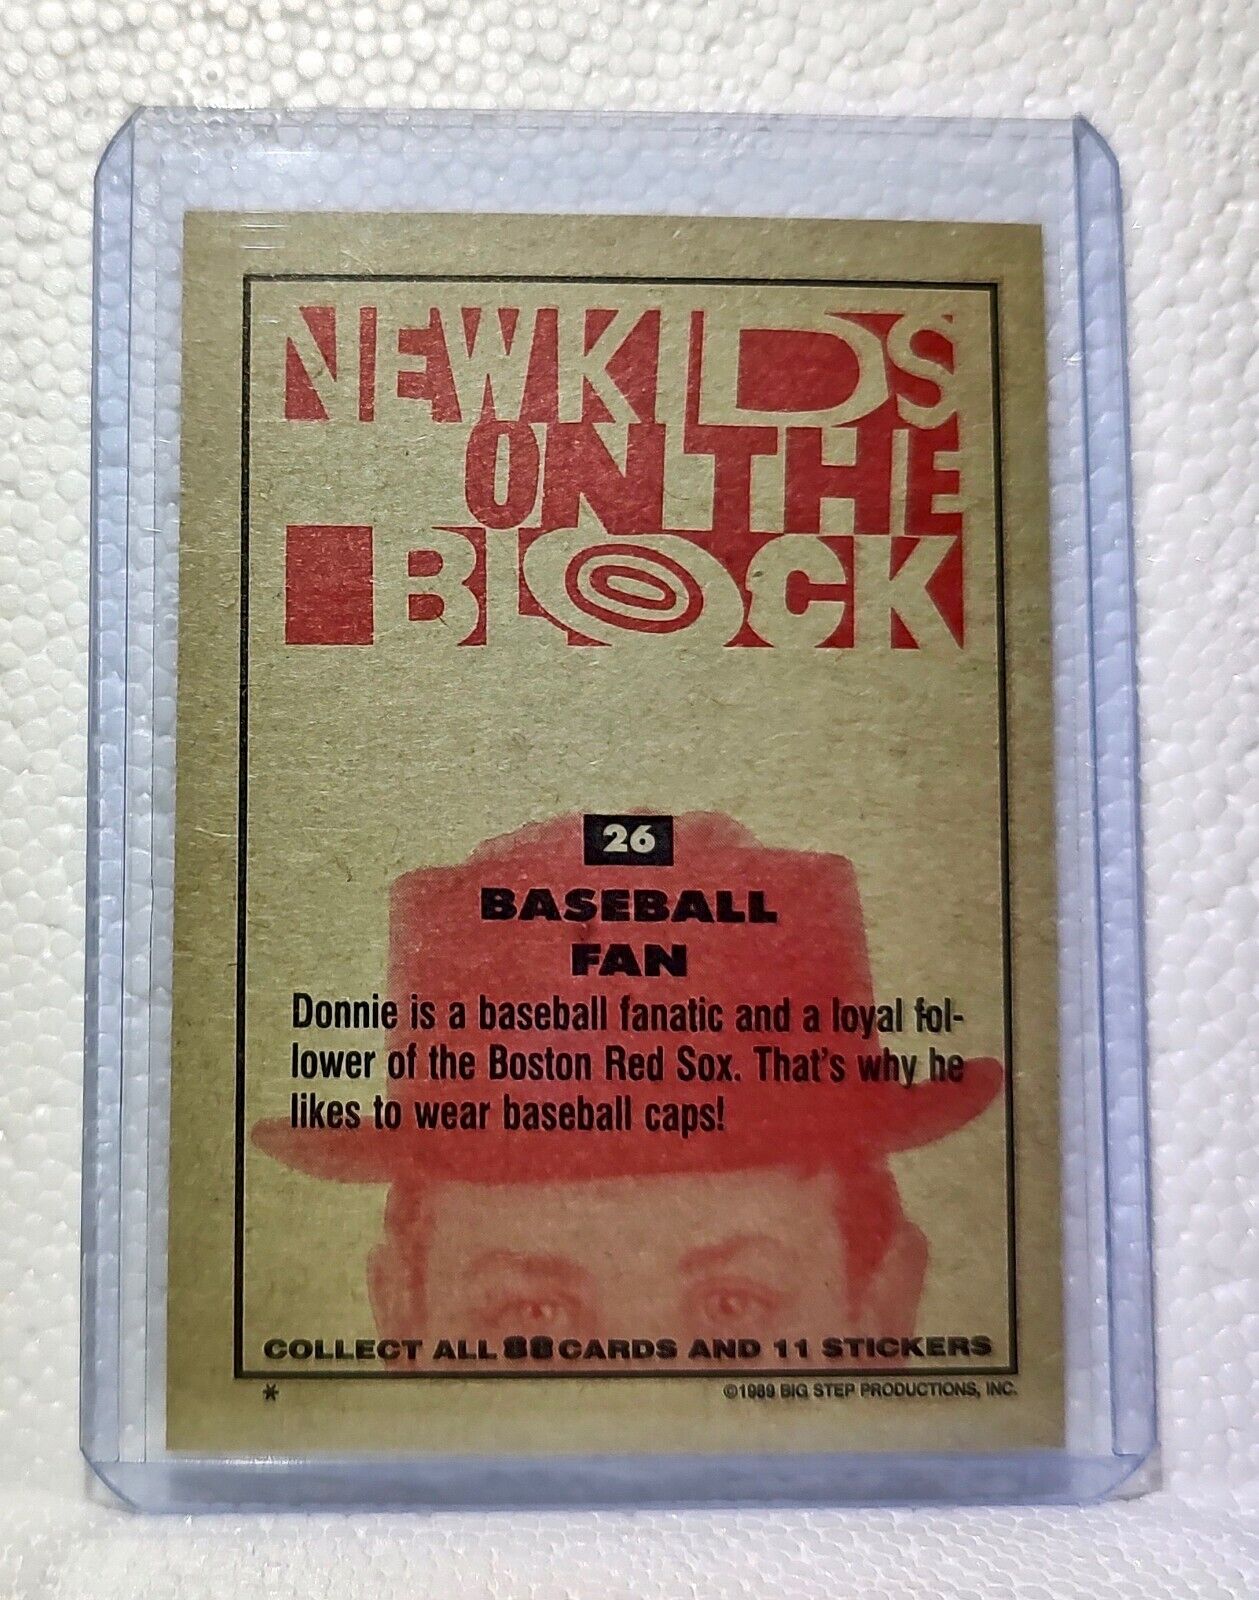 NEW KIDS
ON THE
BLOCK
26
BASEBALL
FAN
Donnie is a baseball fanatic and a loyal fol-
lower of the Boston Red Sox. That's why he
likes to wear baseball caps!
COLLECT ALL 88 CARDS AND 11 STICKERS
* ©1989 BIG STEP PRODUCTIONS, INC.